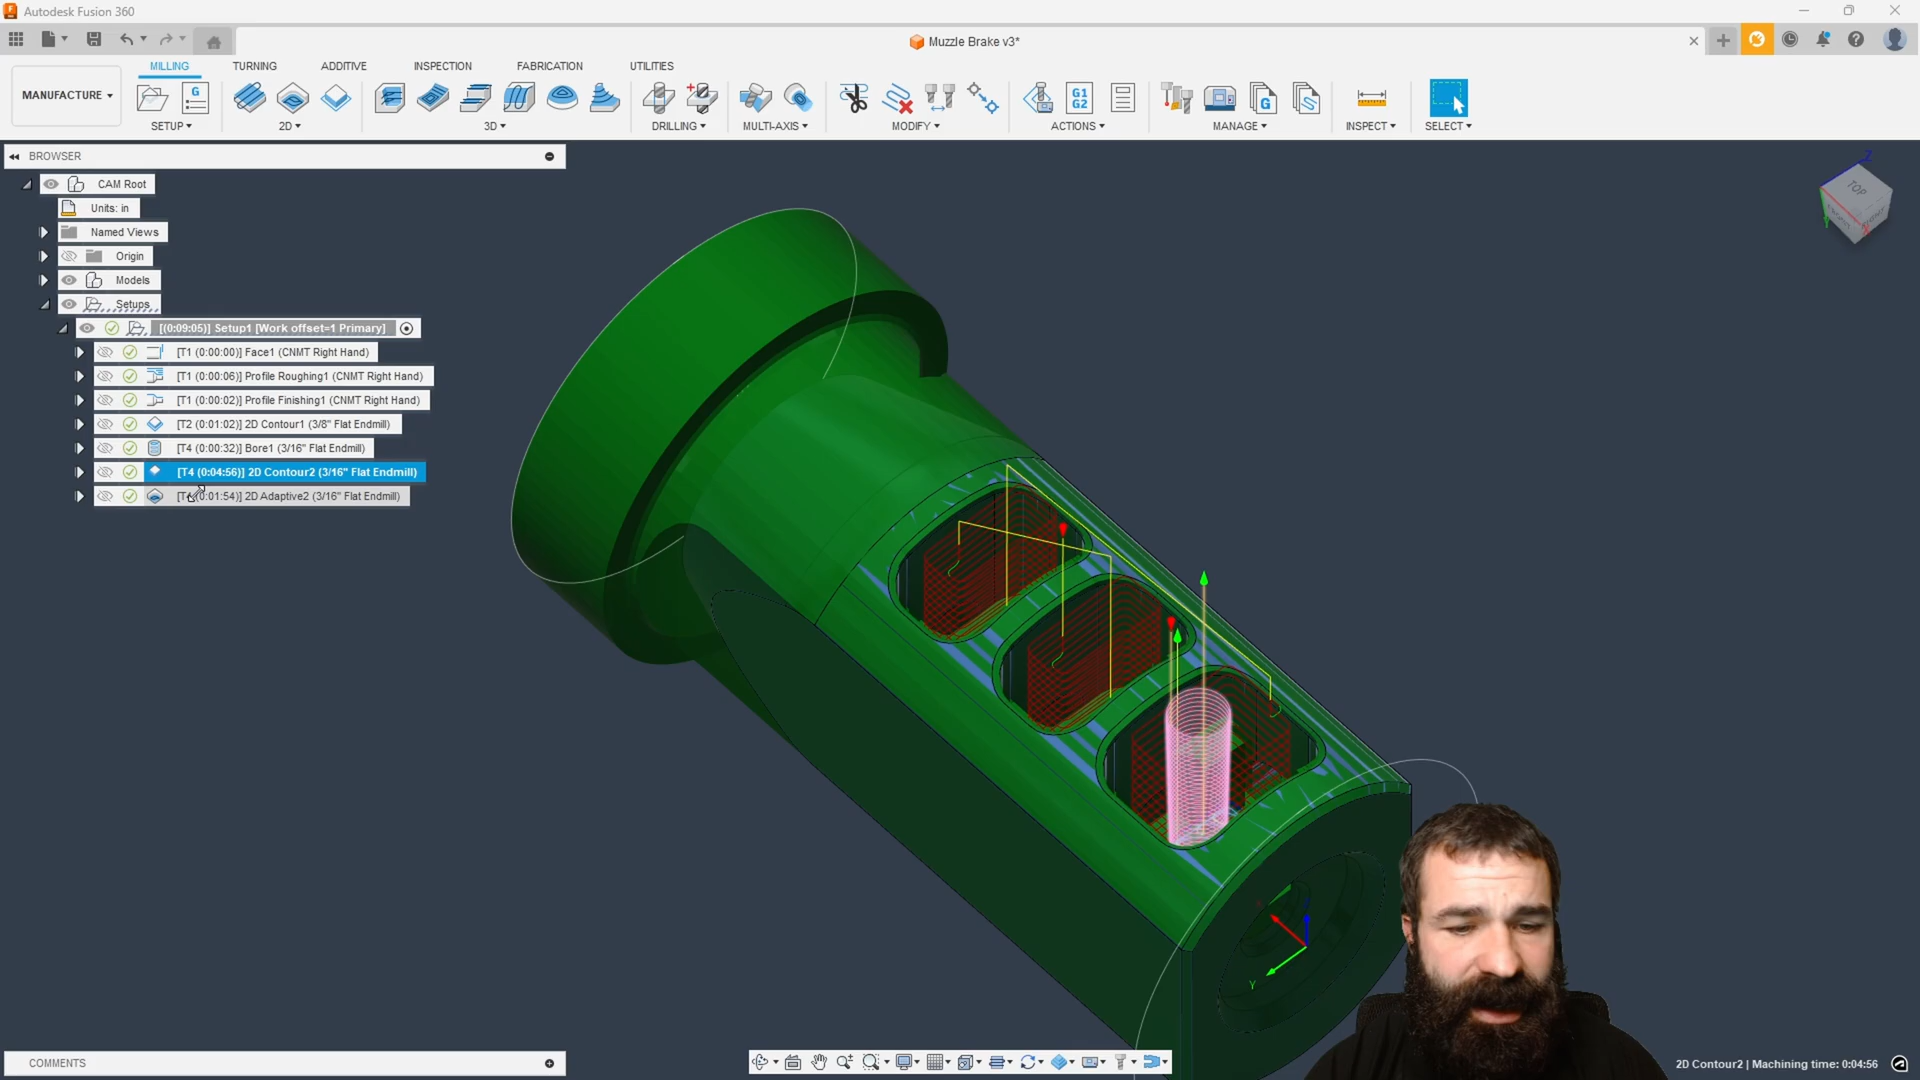 Autodesk Fusion 360
Muzzle Brake v3*
MILLING TURNING ADDITIVE INSPECTION FABRICATION UTILITIES
MANUFACTURE
G G1 G2 G S
SETUP 2D 3D DRILLING MULTI-AXIS MODIFY ACTIONS MANAGE INSPECT SELECT
BROWSER
CAM Root
Units: in
Named Views
Origin
Models
Setups
[(0:09:05)] Setup1 [Work offset=1 Primary]
[T1 (0:00:00)] Face1 (CNMT Right Hand)
[T1 (0:00:06)] Profile Roughing1 (CNMT Right Hand)
[T1 (0:00:02)] Profile Finishing1 (CNMT Right Hand)
[T2 (0:01:02)] 2D Contour1 (3/8" Flat Endmill)
[T4 (0:00:32)] Bore1 (3/16" Flat Endmill)
[T4 (0:04:56)] 2D Contour2 (3/16" Flat Endmill)
[T4 (0:01:54)] 2D Adaptive2 (3/16" Flat Endmill)
Z
TOP
Y
COMMENTS
2D Contour2 | Machining time: 0:04:56